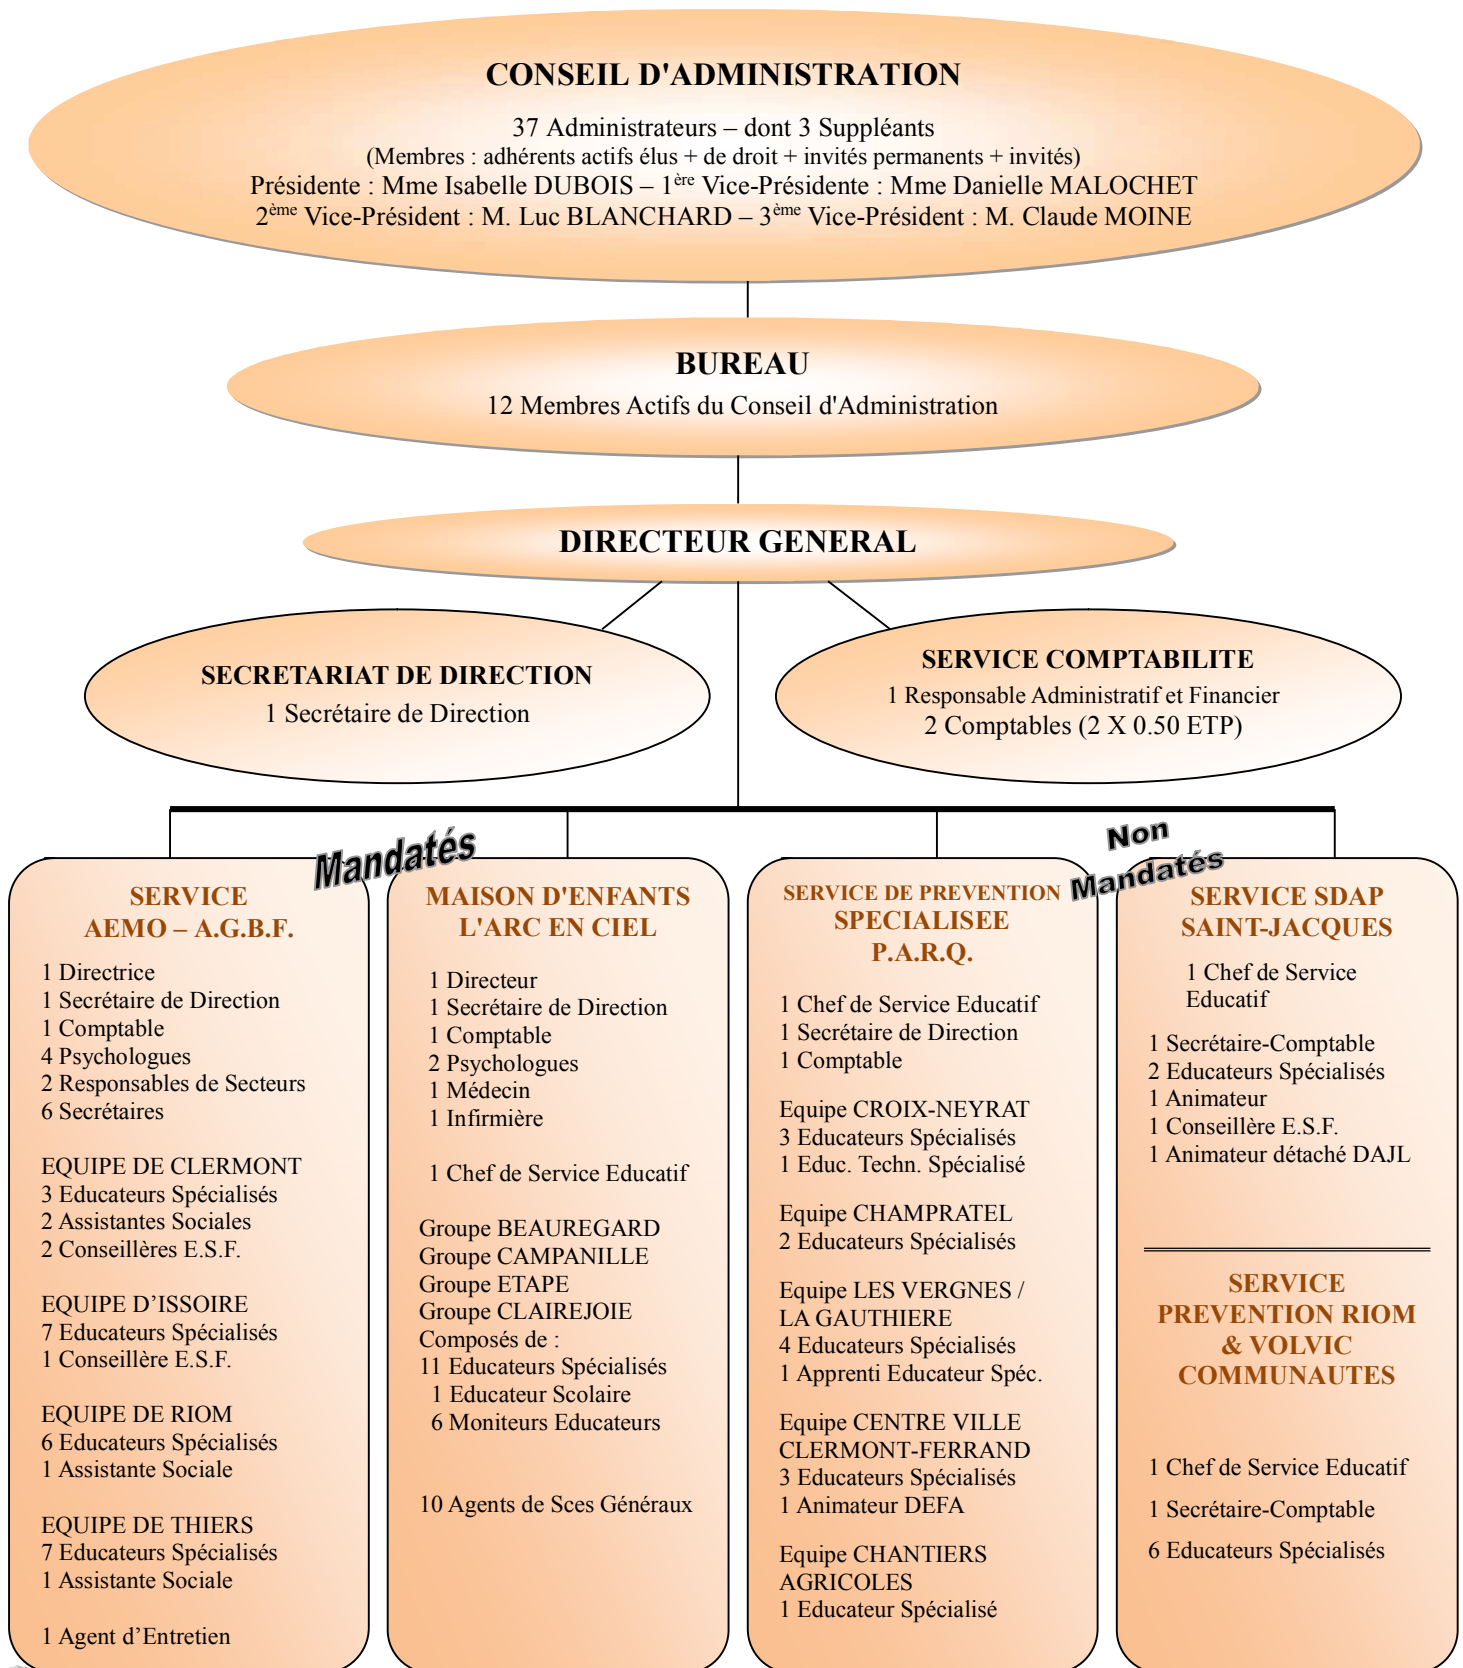 CONSEIL D'ADMINISTRATION
37 Administrateurs – dont 3 Suppléants
(Membres : adhérents actifs élus + de droit + invités permanents + invités)
Présidente : Mme Isabelle DUBOIS – 1ère Vice-Présidente : Mme Danielle MALOCHET
2ème Vice-Président : M. Luc BLANCHARD – 3ème Vice-Président : M. Claude MOINE
BUREAU
12 Membres Actifs du Conseil d'Administration
DIRECTEUR GENERAL
SECRETARIAT DE DIRECTION
1 Secrétaire de Direction
SERVICE COMPTABILITE
1 Responsable Administratif et Financier
2 Comptables (2 X 0.50 ETP)
Mandatés
Non
Mandatés
SERVICE
AEMO – A.G.B.F.
1 Directrice
1 Secrétaire de Direction
1 Comptable
4 Psychologues
2 Responsables de Secteurs
6 Secrétaires
EQUIPE DE CLERMONT
3 Educateurs Spécialisés
2 Assistantes Sociales
2 Conseillères E.S.F.
EQUIPE D’ISSOIRE
7 Educateurs Spécialisés
1 Conseillère E.S.F.
EQUIPE DE RIOM
6 Educateurs Spécialisés
1 Assistante Sociale
EQUIPE DE THIERS
7 Educateurs Spécialisés
1 Assistante Sociale
1 Agent d’Entretien
MAISON D'ENFANTS
L'ARC EN CIEL
1 Directeur
1 Secrétaire de Direction
1 Comptable
2 Psychologues
1 Médecin
1 Infirmière
1 Chef de Service Educatif
Groupe BEAUREGARD
Groupe CAMPANILLE
Groupe ETAPE
Groupe CLAIREJOIE
Composés de :
11 Educateurs Spécialisés
1 Educateur Scolaire
6 Moniteurs Educateurs
10 Agents de Sces Généraux
SERVICE DE PREVENTION
SPECIALISEE
P.A.R.Q.
1 Chef de Service Educatif
1 Secrétaire de Direction
1 Comptable
Equipe CROIX-NEYRAT
3 Educateurs Spécialisés
1 Educ. Techn. Spécialisé
Equipe CHAMPRATEL
2 Educateurs Spécialisés
Equipe LES VERGNES /
LA GAUTHIERE
4 Educateurs Spécialisés
1 Apprenti Educateur Spéc.
Equipe CENTRE VILLE
CLERMONT-FERRAND
3 Educateurs Spécialisés
1 Animateur DEFA
Equipe CHANTIERS
AGRICOLES
1 Educateur Spécialisé
SERVICE SDAP
SAINT-JACQUES
1 Chef de Service
Educatif
1 Secrétaire-Comptable
2 Educateurs Spécialisés
1 Animateur
1 Conseillère E.S.F.
1 Animateur détaché DAJL
SERVICE
PREVENTION RIOM
& VOLVIC
COMMUNAUTES
1 Chef de Service Educatif
1 Secrétaire-Comptable
6 Educateurs Spécialisés